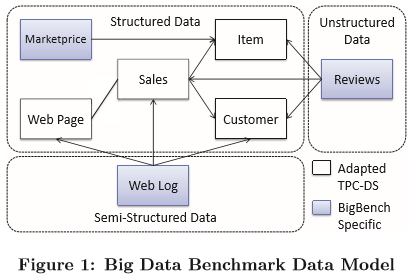 Structured Data
Unstructured
Data
Marketprice
Item
Sales
Reviews
Web Page
Customer
Web Log
Semi-Structured Data
Adapted
TPC-DS
BigBench
Specific
Figure 1: Big Data Benchmark Data Model